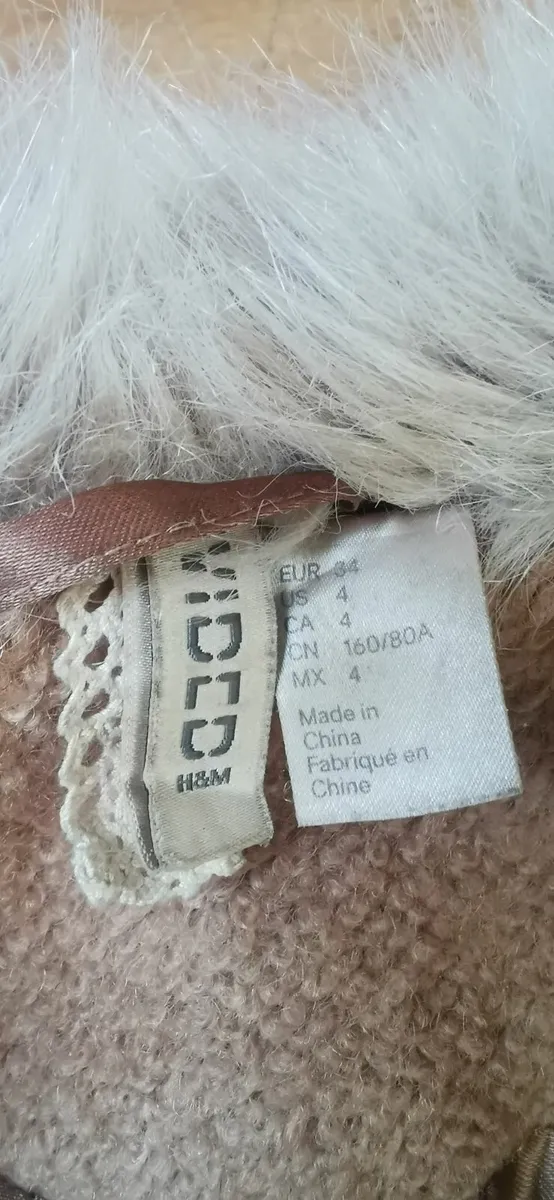 H&M
EUR 34
US 4
CA 4
CN 160/80A
MX 4
Made in
China
Fabriqué en
Chine